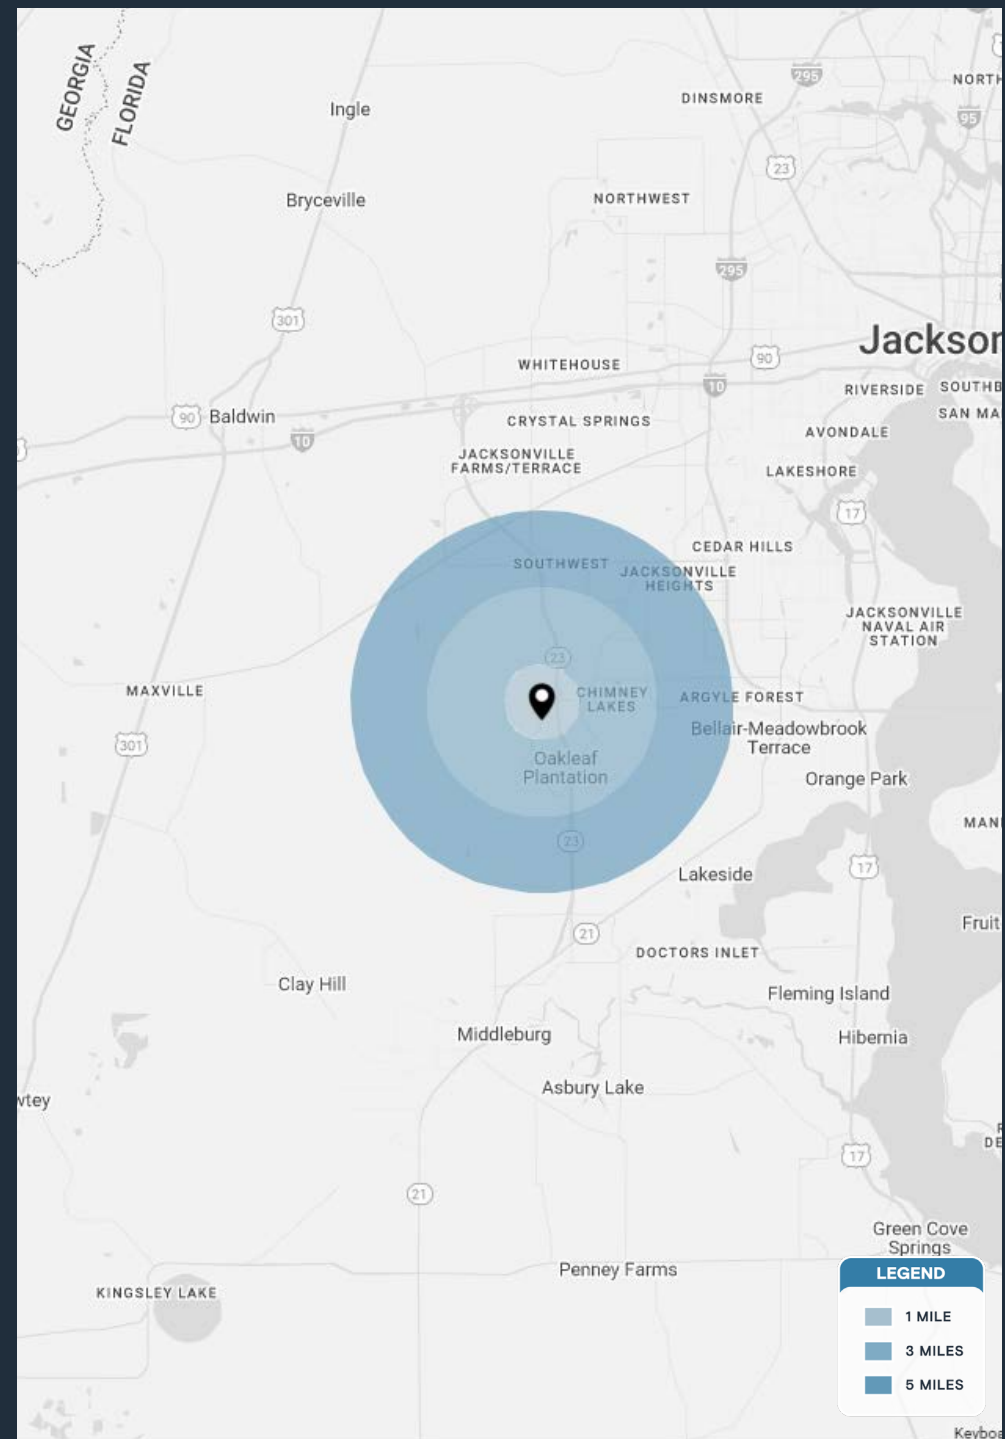 GEORGIA
FLORIDA
Ingle
DINSMORE
295
NORTH
95
23
Bryceville
NORTHWEST
295
301
Jackson
WHITEHOUSE
90
10
RIVERSIDE
SOUTHB
SAN MA
90
Baldwin
10
CRYSTAL SPRINGS
AVONDALE
JACKSONVILLE
FARMS/TERRACE
LAKESHORE
17
CEDAR HILLS
SOUTHWEST
JACKSONVILLE
HEIGHTS
JACKSONVILLE
NAVAL AIR
STATION
23
MAXVILLE
CHIMNEY
LAKES
ARGYLE FOREST
Bellair-Meadowbrook
Terrace
301
Oakleaf
Plantation
Orange Park
MAN
23
Lakeside
17
Fruit
21
DOCTORS INLET
Clay Hill
Fleming Island
Middleburg
Hibernia
Asbury Lake
wtey
DE
17
21
Green Cove
Springs
Penney Farms
KINGSLEY LAKE
LEGEND
1 MILE
3 MILES
5 MILES
Keyboa